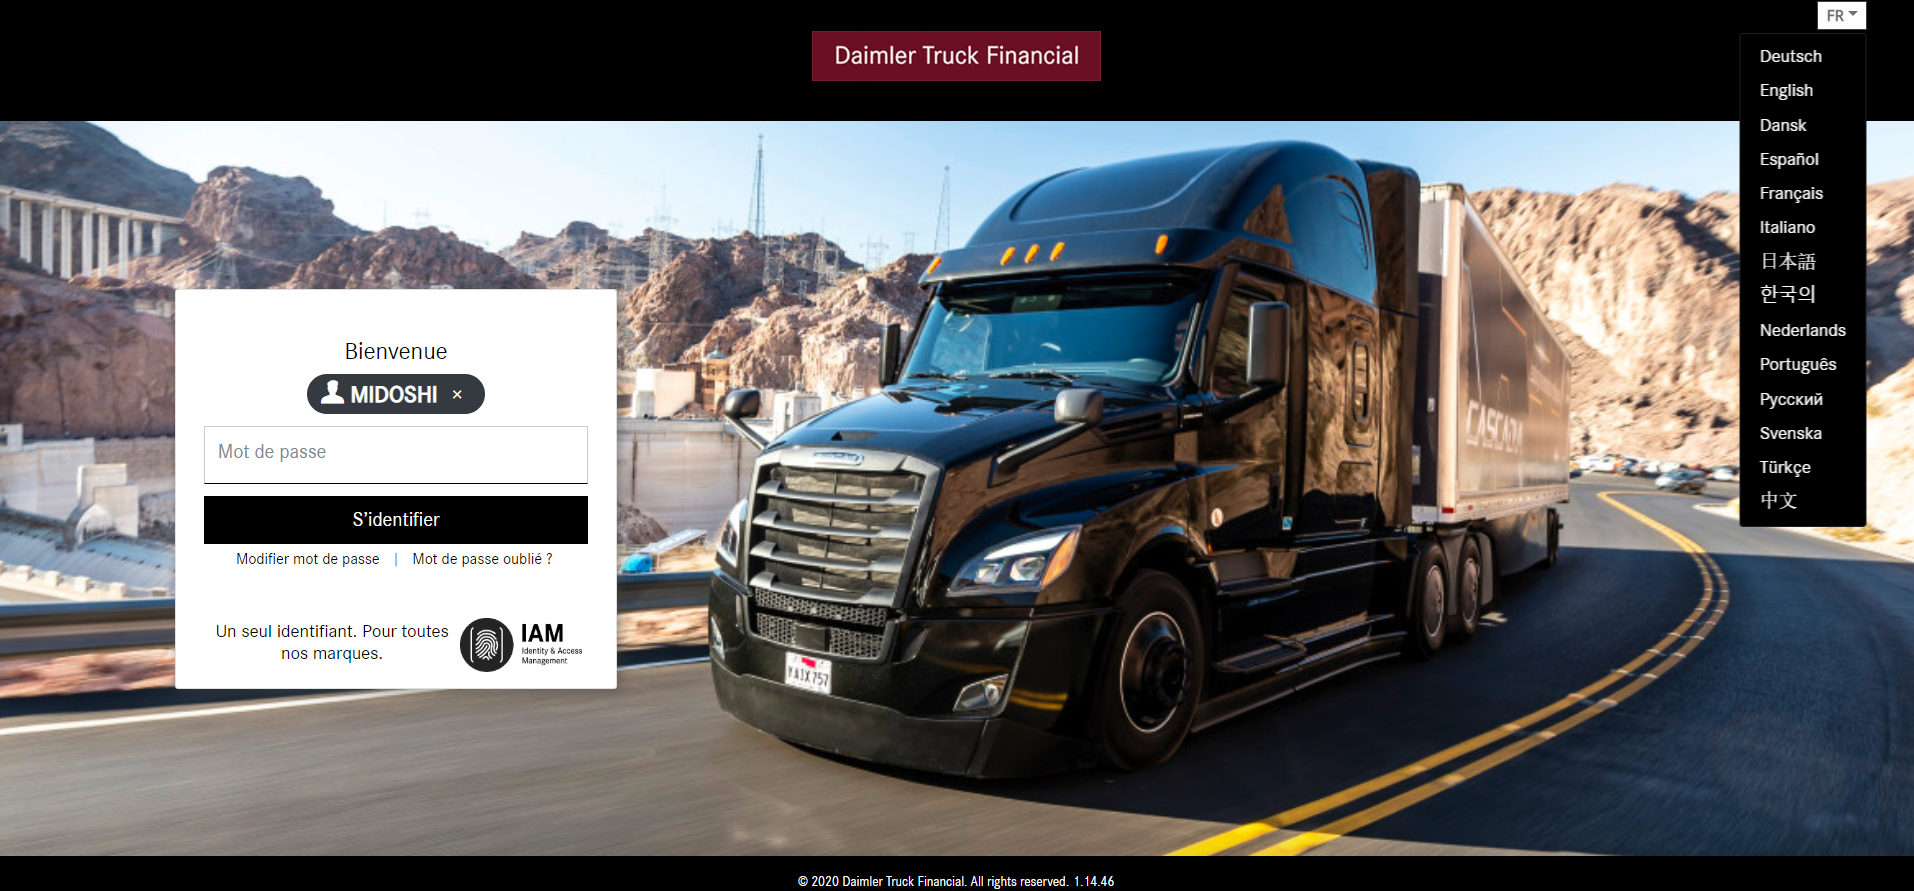 FR
Daimler Truck Financial
Deutsch
English
Dansk
Español
Français
Italiano
日本語
한국의
Nederlands
Português
Русский
Svenska
Türkçe
中文
Bienvenue
MIDOSHI ×
Mot de passe
S'identifier
Modifier mot de passe | Mot de passe oublié ?
Un seul identifiant. Pour toutes
nos marques.
IAM
Identity & Access
Management
© 2020 Daimler Truck Financial. All rights reserved. 1.14.46